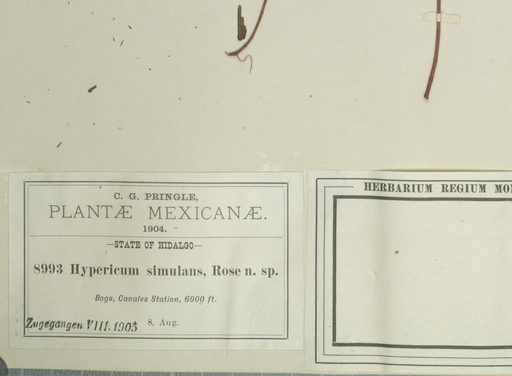 C. G. PRINGLE,
PLANTÆ MEXICANÆ.
1904.
—STATE OF HIDALGO—
8993 Hypericum simulans, Rose n. sp.
Bogs, Canales Station, 6000 ft.
8. Aug.
Zugegangen VIII.1905
HERBARIUM REGIUM MO